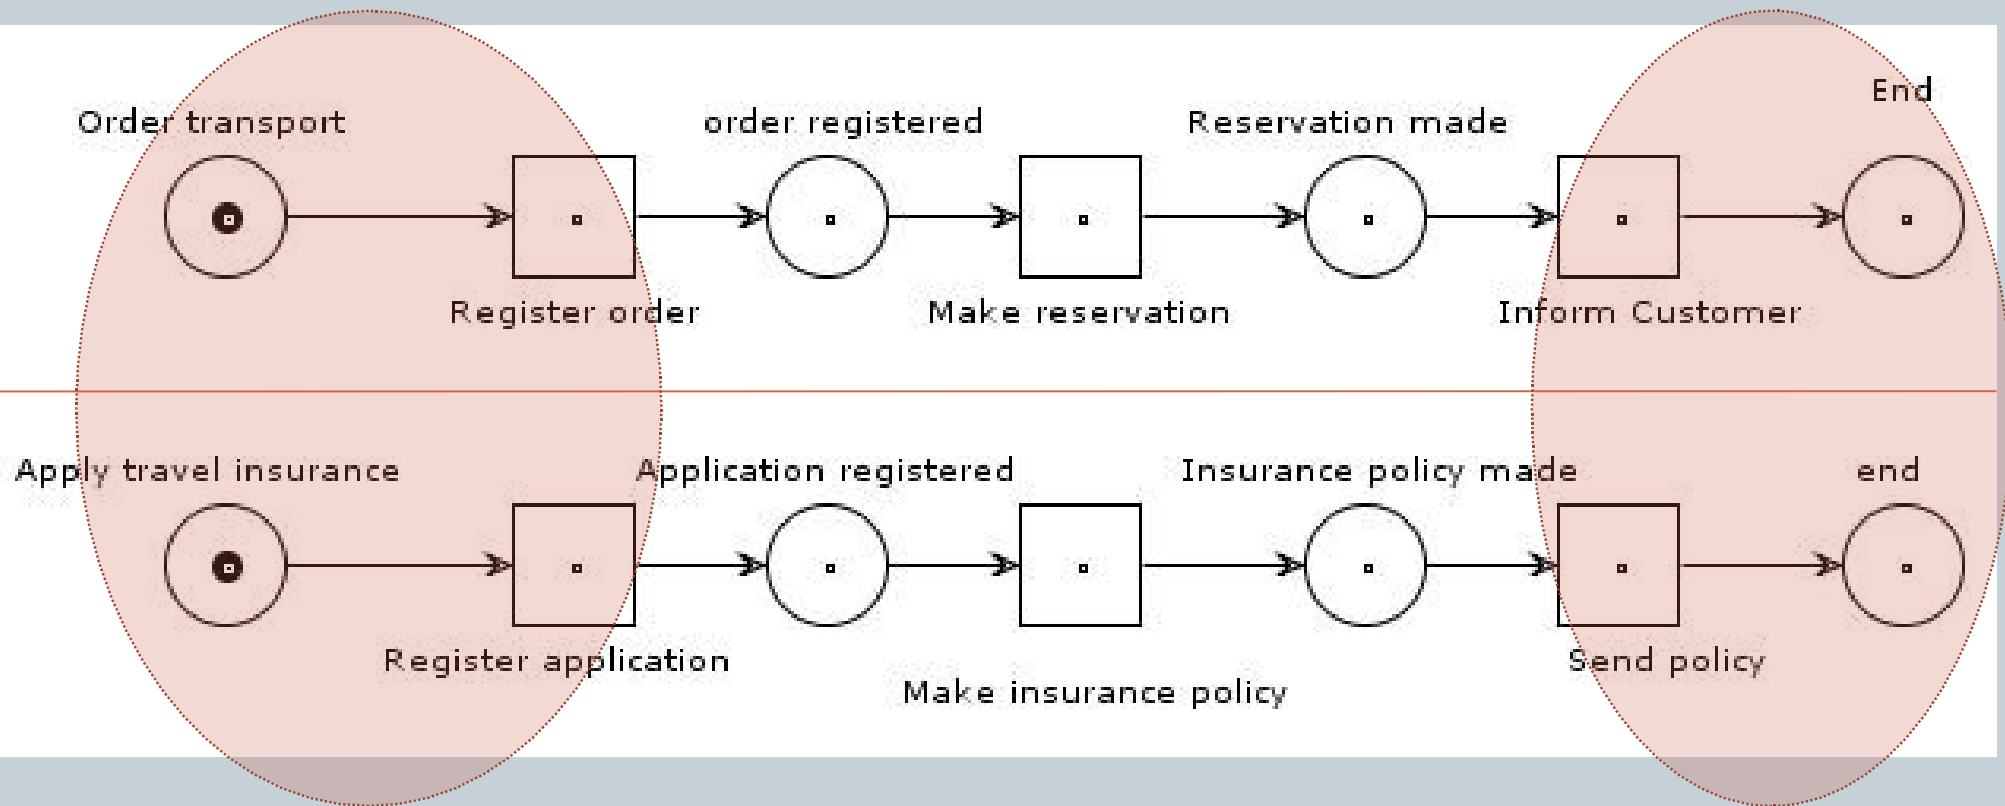 End
Order transport
order registered
Reservation made
Register order
Make reservation
Inform Customer
Apply travel insurance
Application registered
Insurance policy made
end
Register application
Send policy
Make insurance policy